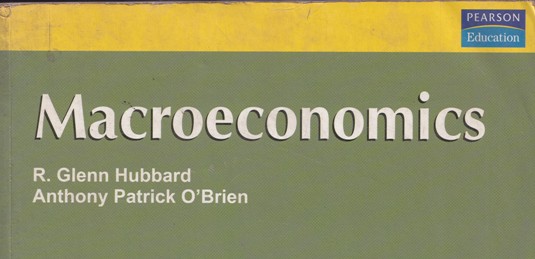 PEARSON
Education
Macroeconomics
R. Glenn Hubbard
Anthony Patrick O'Brien